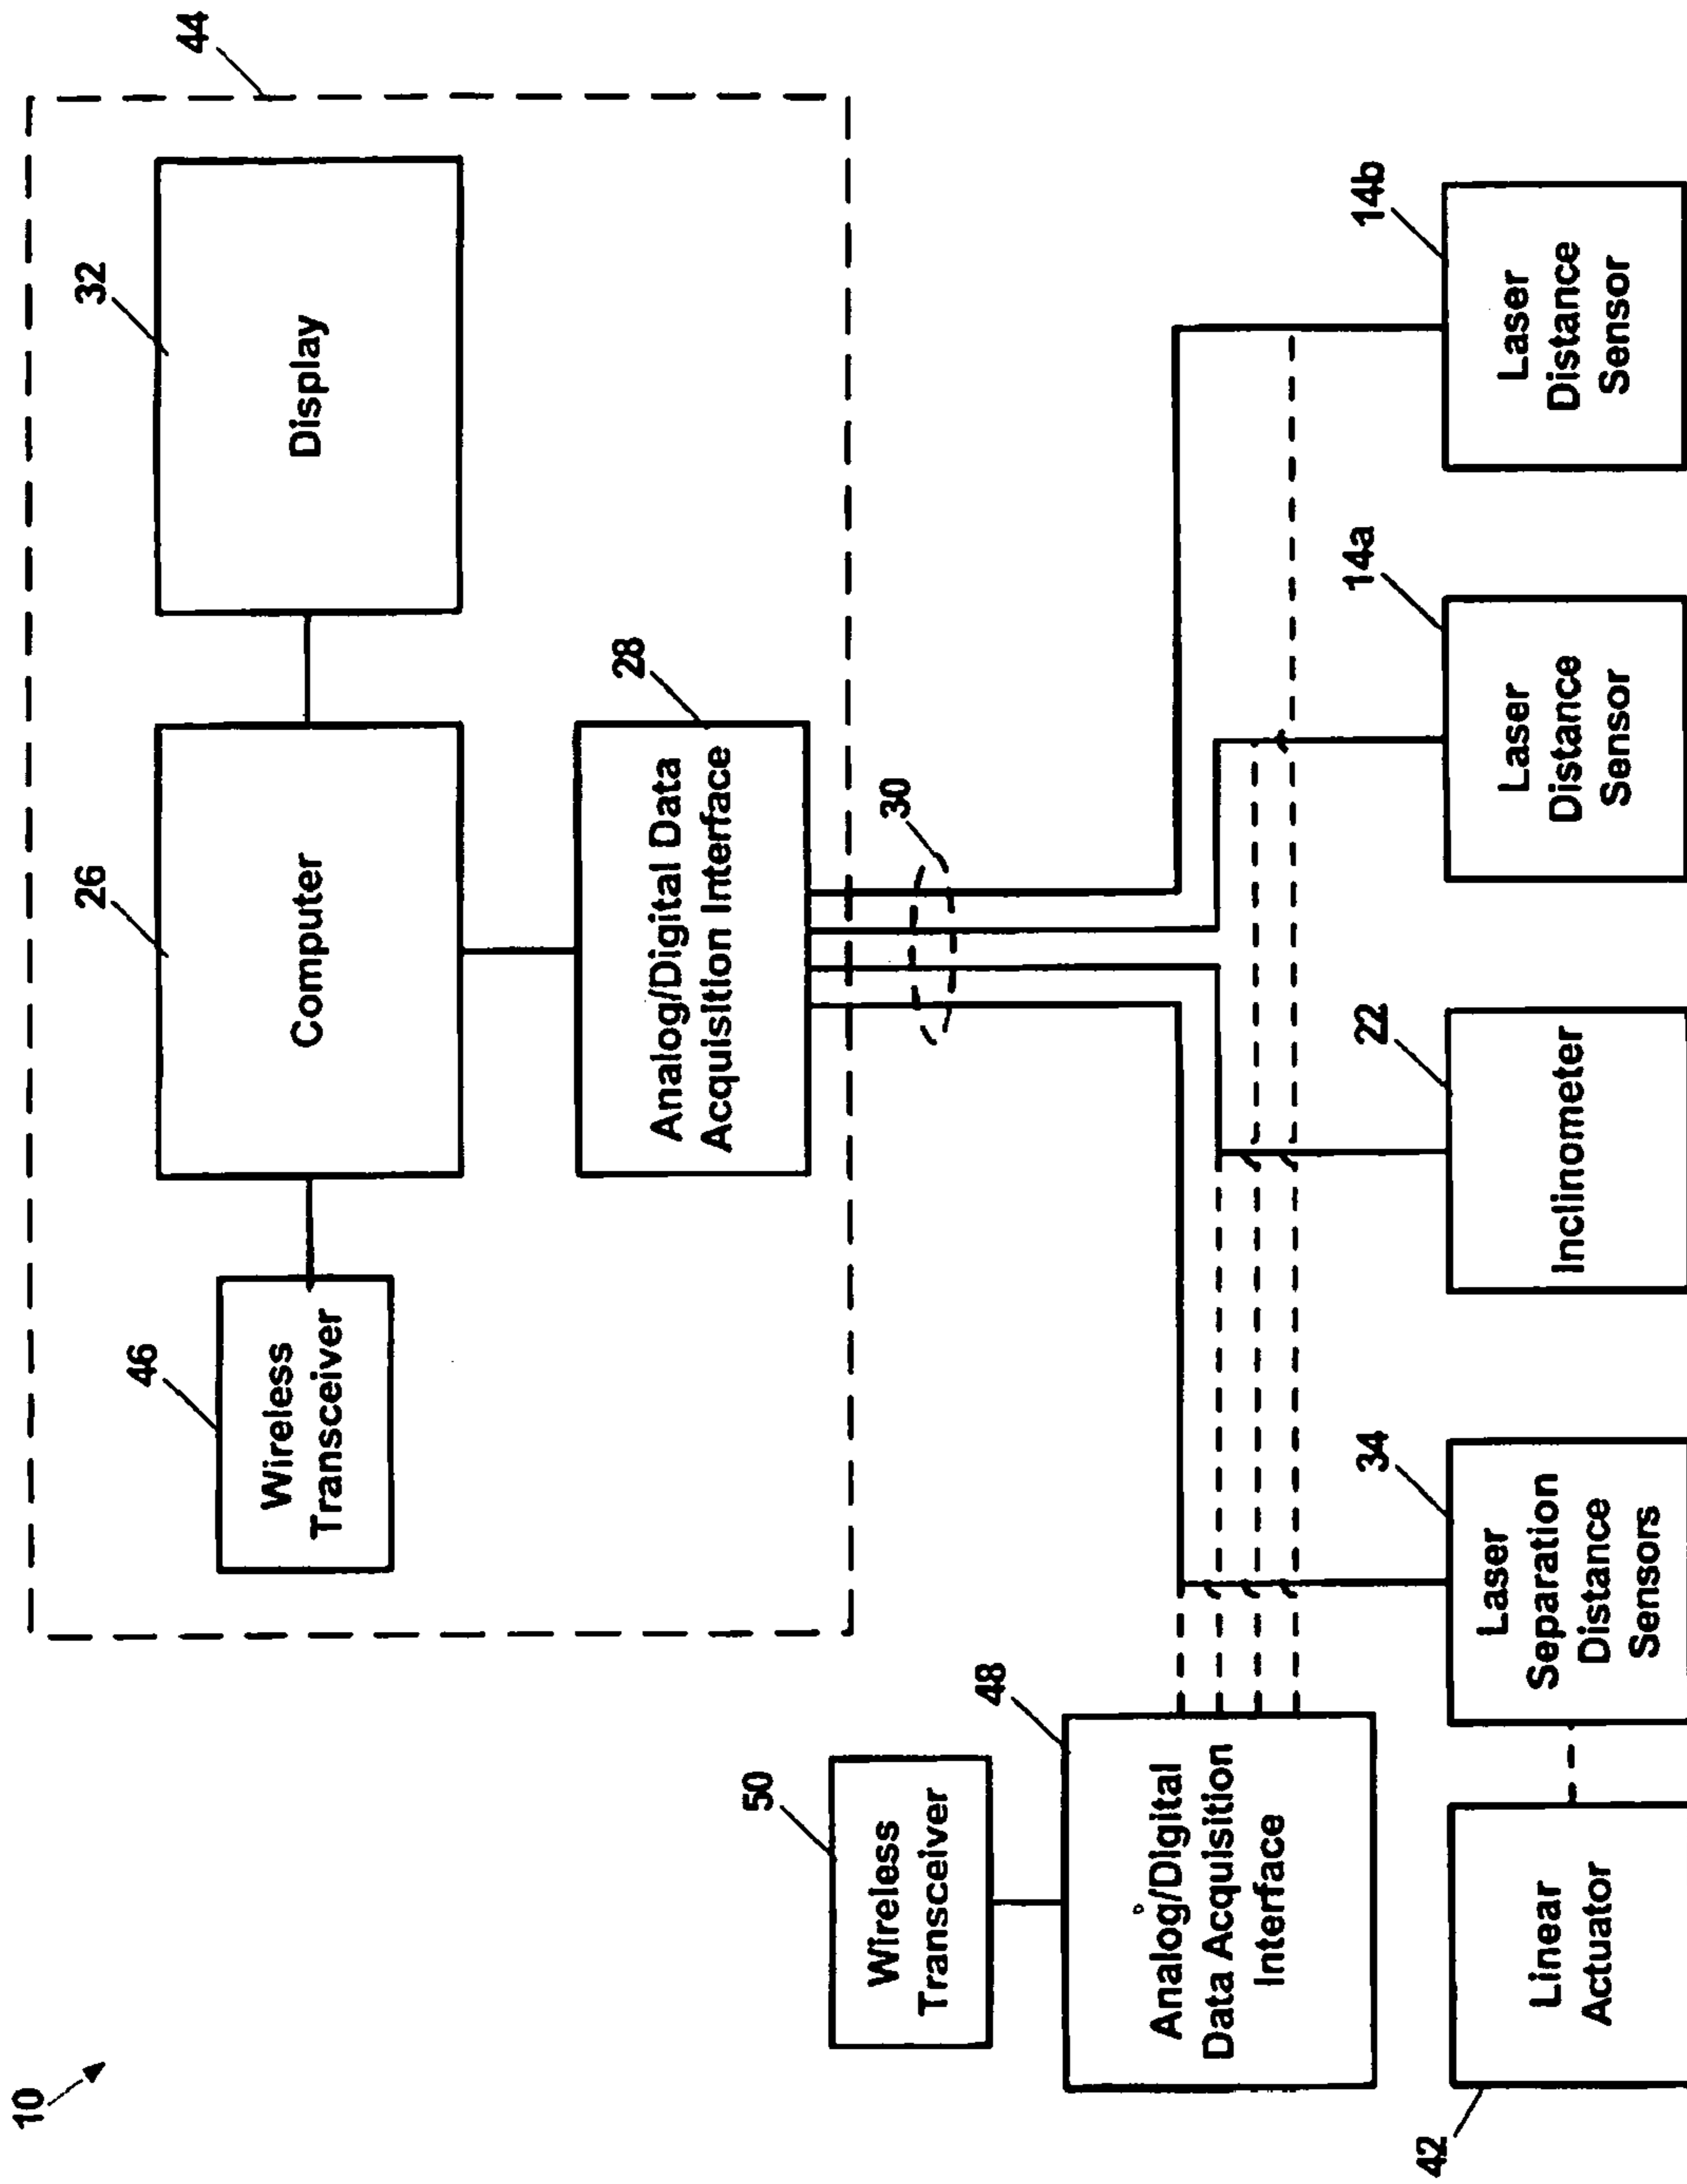 10
44
46
Wireless
Transceiver
26
Computer
32
Display
28
Analog/Digital Data
Acquisition Interface
30
50
Wireless
Transceiver
48
Analog/Digital
Data Acquisition
Interface
42
Linear
Actuator
34
Laser
Separation
Distance
Sensors
22
Inclinometer
14a
Laser
Distance
Sensor
14b
Laser
Distance
Sensor